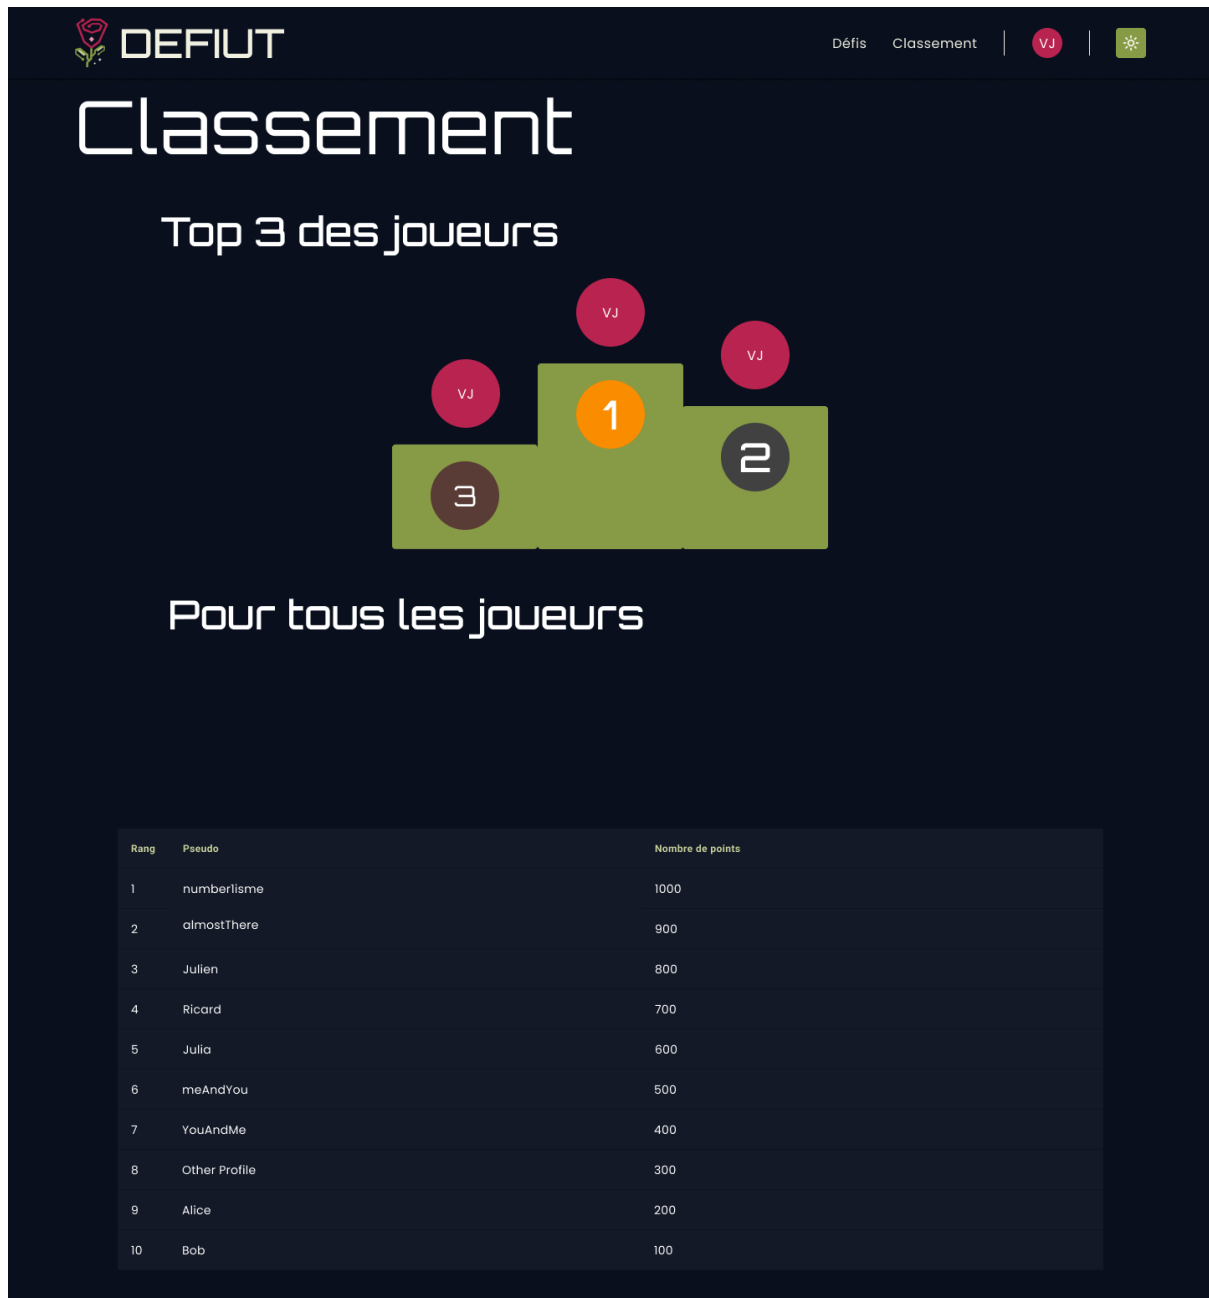 DEFIUT
Défis Classement VJ
Classement
Top 3 des joueurs
VJ
VJ
VJ
1
2
3
Pour tous les joueurs
Rang Pseudo Nombre de points
1 number1isme 1000
2 almostThere 900
3 Julien 800
4 Ricard 700
5 Julia 600
6 meAndYou 500
7 YouAndMe 400
8 Other Profile 300
9 Alice 200
10 Bob 100